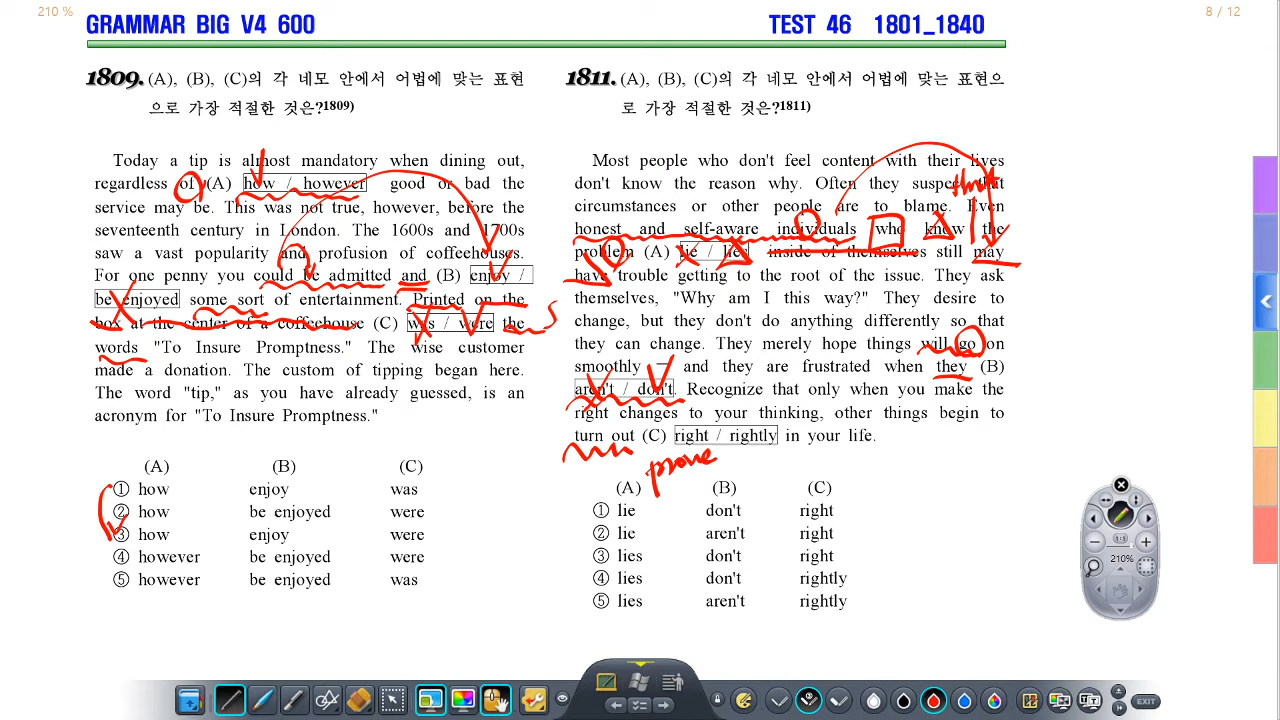 210 %
8 / 12
GRAMMAR BIG V4 600
TEST 46 1801_1840
1809. (A), (B), (C)의 각 네모 안에서 어법에 맞는 표현
으로 가장 적절한 것은?1809)
Today a tip is almost mandatory when dining out,
regardless of (A) how / however good or bad the
service may be. This was not true, however, before the
seventeenth century in London. The 1600s and 1700s
saw a vast popularity and profusion of coffeehouses.
For one penny you could be admitted and (B) enjoy /
be enjoyed some sort of entertainment. Printed on the
box at the center of a coffeehouse (C) was / were the
words "To Insure Promptness." The wise customer
made a donation. The custom of tipping began here.
The word "tip," as you have already guessed, is an
acronym for "To Insure Promptness."
(A) (B) (C)
① how enjoy was
② how be enjoyed were
③ how enjoy were
④ however be enjoyed were
⑤ however be enjoyed was
1811. (A), (B), (C)의 각 네모 안에서 어법에 맞는 표현으
로 가장 적절한 것은?1811)
Most people who don't feel content with their lives
don't know the reason why. Often they suspect that
circumstances or other people are to blame. Even
honest and self-aware individuals who know the
problem (A) lie / lies inside of themselves still may
have trouble getting to the root of the issue. They ask
themselves, "Why am I this way?" They desire to
change, but they don't do anything differently so that
they can change. They merely hope things will go on
smoothly — and they are frustrated when they (B)
aren't / don't. Recognize that only when you make the
right changes to your thinking, other things begin to
turn out (C) right / rightly in your life.
prove
(A) (B) (C)
① lie don't right
② lie aren't right
③ lies don't right
④ lies don't rightly
⑤ lies aren't rightly
1:1
210%
EXIT